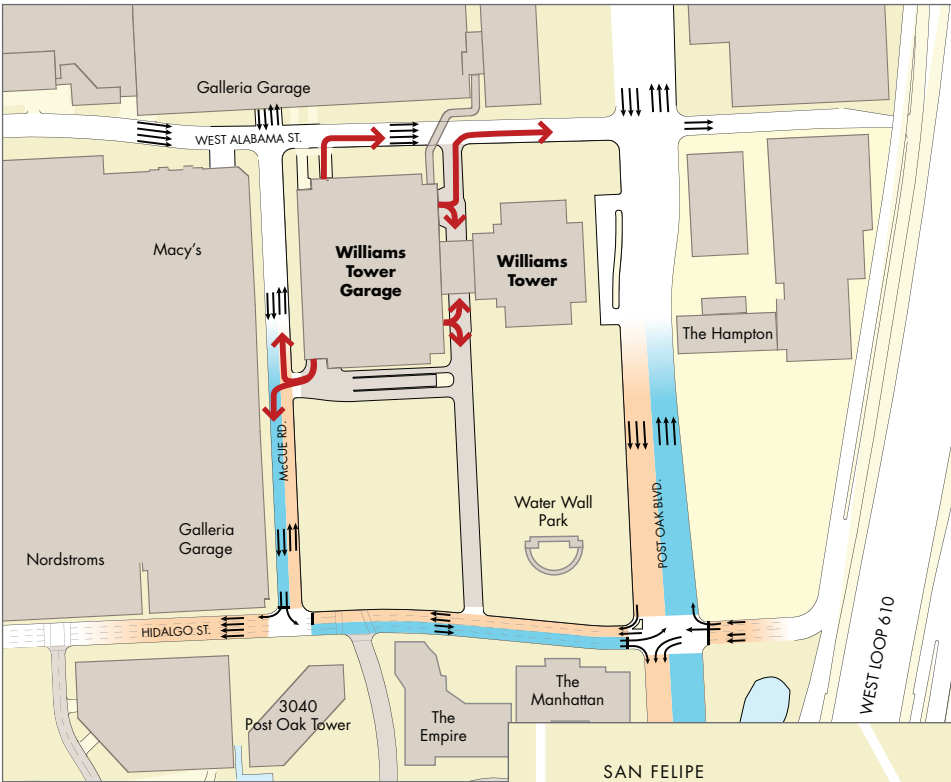 Galleria Garage
WEST ALABAMA ST.
Macy's
Williams
Tower
Garage
Williams
Tower
The Hampton
McCUE RD.
POST OAK BLVD.
Water Wall
Park
Galleria
Garage
Nordstroms
HIDALGO ST.
WEST LOOP 610
3040
Post Oak Tower
The
Empire
The
Manhattan
SAN FELIPE